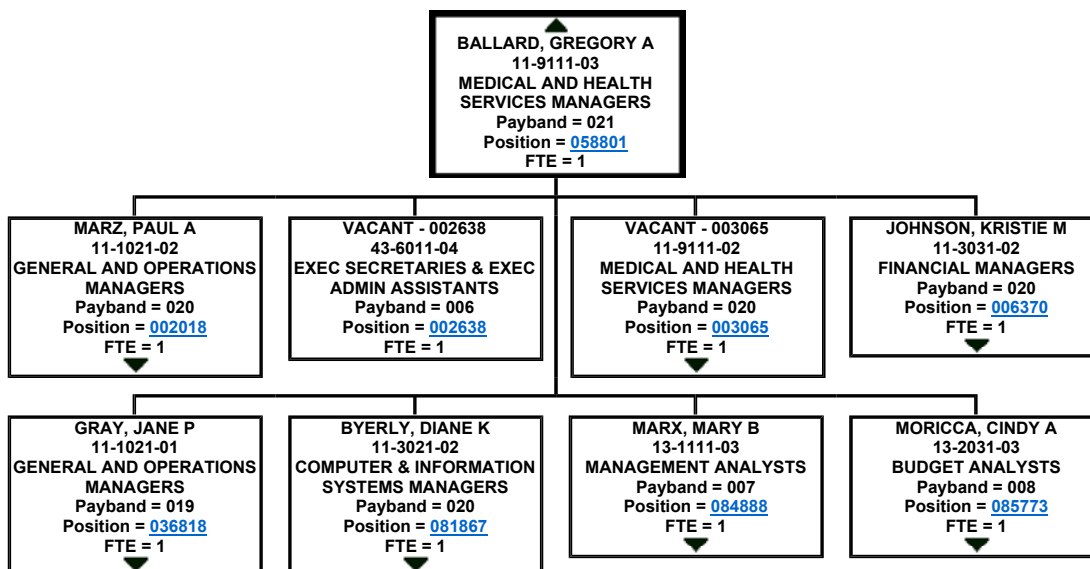 BALLARD, GREGORY A
11-9111-03
MEDICAL AND HEALTH
SERVICES MANAGERS
Payband = 021
Position = 058801
FTE = 1
MARZ, PAUL A
11-1021-02
GENERAL AND OPERATIONS
MANAGERS
Payband = 020
Position = 002018
FTE = 1
VACANT - 002638
43-6011-04
EXEC SECRETARIES & EXEC
ADMIN ASSISTANTS
Payband = 006
Position = 002638
FTE = 1
VACANT - 003065
11-9111-02
MEDICAL AND HEALTH
SERVICES MANAGERS
Payband = 020
Position = 003065
FTE = 1
JOHNSON, KRISTIE M
11-3031-02
FINANCIAL MANAGERS
Payband = 020
Position = 006370
FTE = 1
GRAY, JANE P
11-1021-01
GENERAL AND OPERATIONS
MANAGERS
Payband = 019
Position = 036818
FTE = 1
BYERLY, DIANE K
11-3021-02
COMPUTER & INFORMATION
SYSTEMS MANAGERS
Payband = 020
Position = 081867
FTE = 1
MARX, MARY B
13-1111-03
MANAGEMENT ANALYSTS
Payband = 007
Position = 084888
FTE = 1
MORICCA, CINDY A
13-2031-03
BUDGET ANALYSTS
Payband = 008
Position = 085773
FTE = 1